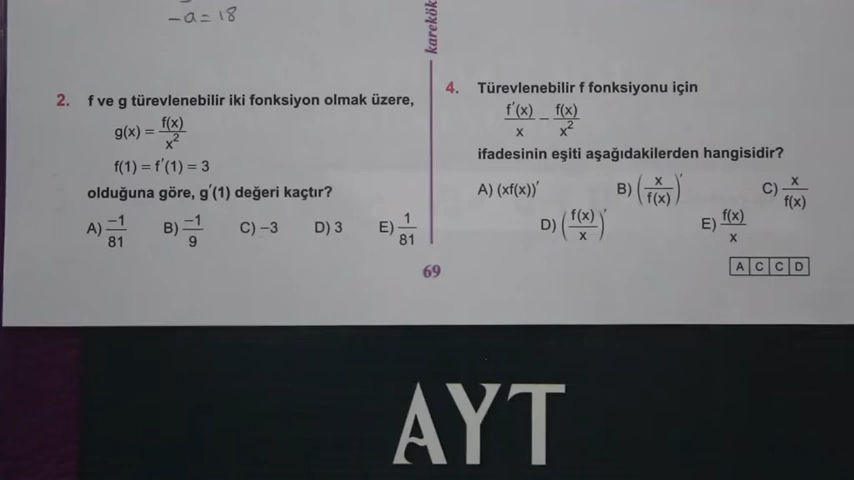 -a = 18
karekök
2. f ve g türevlenebilir iki fonksiyon olmak üzere,
g(x) = f(x)/x²
f(1) = f′(1) = 3
olduğuna göre, g′(1) değeri kaçtır?
A) −1/81 B) −1/9 C) −3 D) 3 E) 1/81
4. Türevlenebilir f fonksiyonu için
f′(x)/x − f(x)/x²
ifadesinin eşiti aşağıdakilerden hangisidir?
A) (xf(x))′ B) (x/f(x))′ C) x/f(x)
D) (f(x)/x)′ E) f(x)/x
69
A C C D
AYT